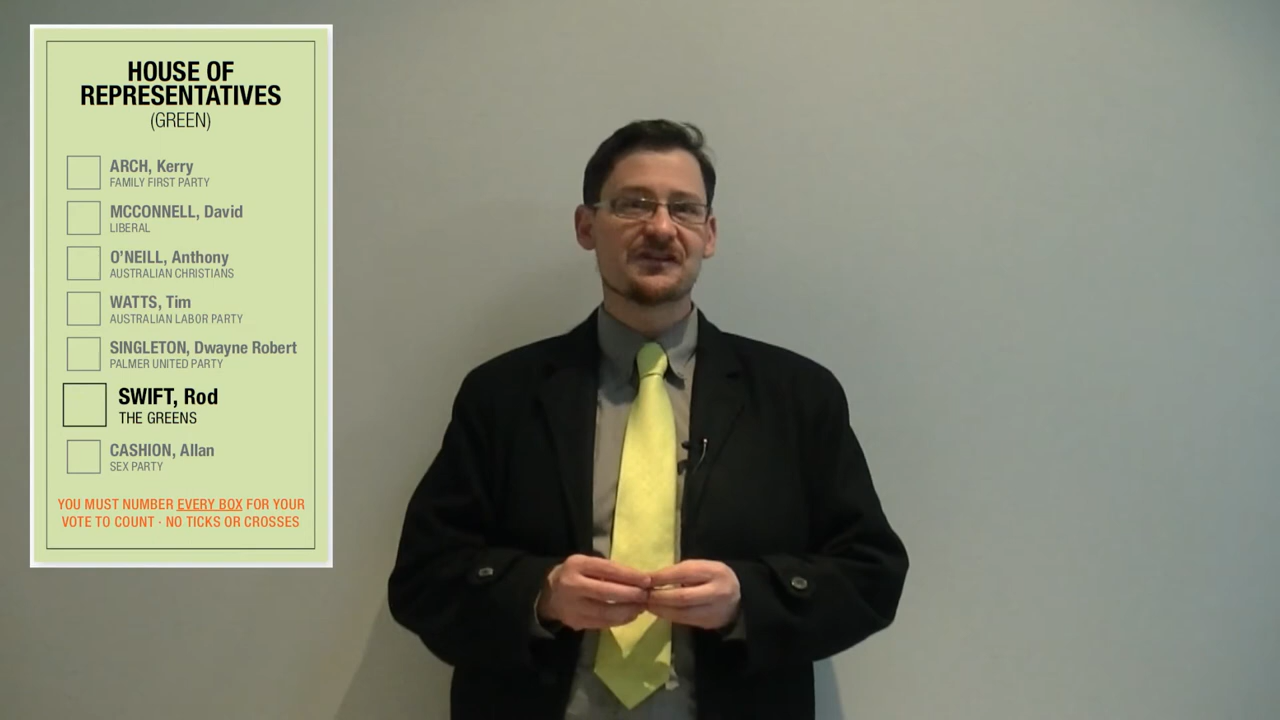 HOUSE OF
REPRESENTATIVES
(GREEN)
ARCH, Kerry
FAMILY FIRST PARTY
MCCONNELL, David
LIBERAL
O'NEILL, Anthony
AUSTRALIAN CHRISTIANS
WATTS, Tim
AUSTRALIAN LABOR PARTY
SINGLETON, Dwayne Robert
PALMER UNITED PARTY
SWIFT, Rod
THE GREENS
CASHION, Allan
SEX PARTY
YOU MUST NUMBER EVERY BOX FOR YOUR
VOTE TO COUNT · NO TICKS OR CROSSES